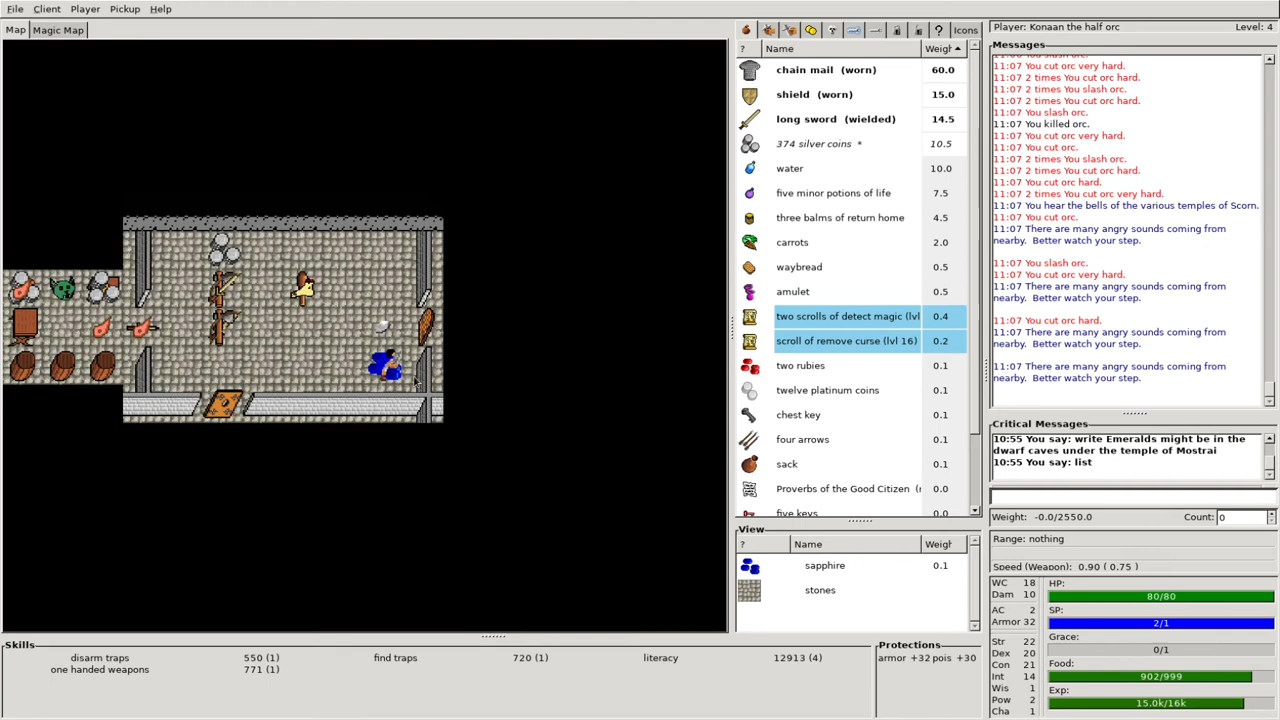 File Client Player Pickup Help
Map Magic Map
Icons
? Name Weigh
chain mail (worn) 60.0
shield (worn) 15.0
long sword (wielded) 14.5
374 silver coins * 10.5
water 10.0
five minor potions of life 7.5
three balms of return home 4.5
carrots 2.0
waybread 0.5
amulet 0.5
two scrolls of detect magic (lvl 0.4
scroll of remove curse (lvl 16) 0.2
two rubies 0.1
twelve platinum coins 0.1
chest key 0.1
four arrows 0.1
sack 0.1
Proverbs of the Good Citizen 0.0
five keys 0.0
View
? Name Weigh
sapphire 0.1
stones
Player: Konaan the half orc Level: 4
Messages
11:07 You cut orc very hard.
11:07 2 times You cut orc hard.
11:07 2 times You slash orc.
11:07 2 times You cut orc hard.
11:07 You slash orc.
11:07 You killed orc.
11:07 You cut orc very hard.
11:07 You cut orc.
11:07 2 times You slash orc.
11:07 2 times You cut orc hard.
11:07 You cut orc hard.
11:07 2 times You cut orc very hard.
11:07 You hear the bells of the various temples of Scorn.
11:07 You cut orc.
11:07 There are many angry sounds coming from
nearby. Better watch your step.
11:07 You slash orc.
11:07 You cut orc very hard.
11:07 There are many angry sounds coming from
nearby. Better watch your step.
11:07 You cut orc hard.
11:07 There are many angry sounds coming from
nearby. Better watch your step.
11:07 There are many angry sounds coming from
nearby. Better watch your step.
Critical Messages
10:55 You say: write Emeralds might be in the
dwarf caves under the temple of Mostrai
10:55 You say: list
Weight: -0.0/2550.0 Count: 0
Range: nothing
Speed (Weapon): 0.90 ( 0.75 )
WC 18
Dam 10
AC 2
Armor 32
Str 22
Dex 20
Con 21
Int 14
Wis 1
Pow 2
Cha 1
HP:
80/80
SP:
2/1
Grace:
0/1
Food:
902/999
Exp:
15.0k/16k
Skills
disarm traps 550 (1) find traps 720 (1) literacy 12913 (4)
one handed weapons 771 (1)
Protections
armor +32 pois +30